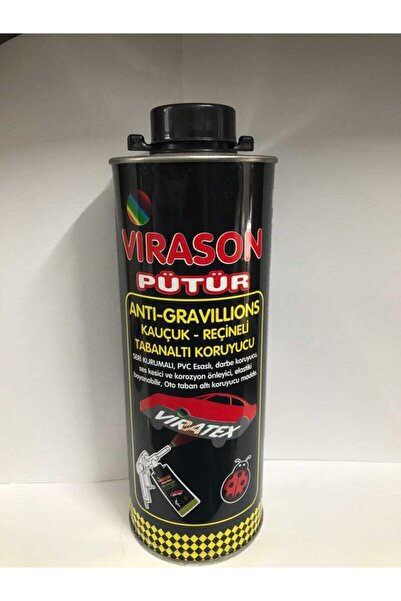 VIRASON
PÜTÜR
ANTI-GRAVILLIONS
KAUÇUK - REÇİNELİ
TABANALTI KORUYUCU
SERİ KURUMALI, PVC Esaslı, darbe koruyucu,
ses kesici ve korozyon önleyici, elastiki
boyanabilir, Oto taban altı koruyucu madde.
VIRATEX